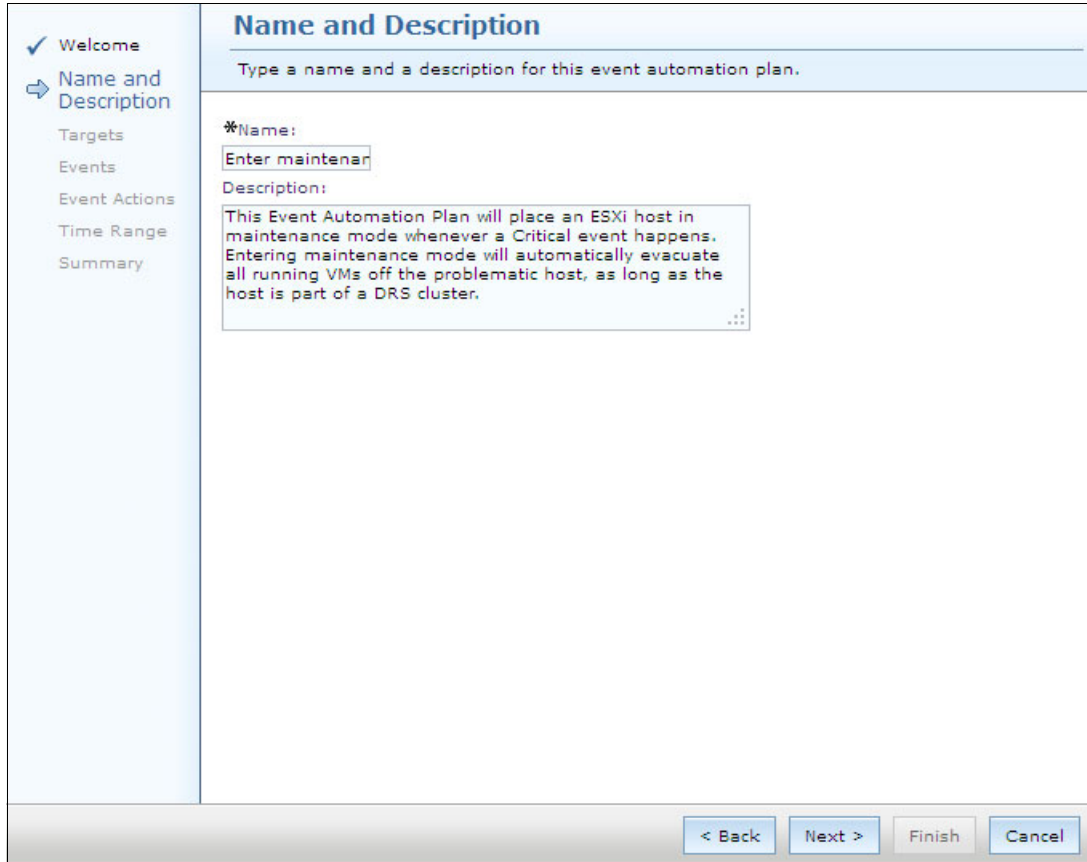 Welcome
Name and
Description
Targets
Events
Event Actions
Time Range
Summary
Name and Description
Type a name and a description for this event automation plan.
*Name:
Enter maintenar
Description:
This Event Automation Plan will place an ESXi host in
maintenance mode whenever a Critical event happens.
Entering maintenance mode will automatically evacuate
all running VMs off the problematic host, as long as the
host is part of a DRS cluster.
< Back
Next >
Finish
Cancel